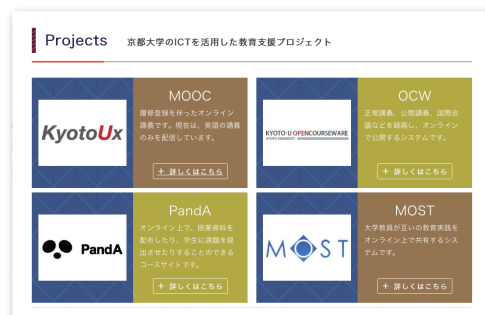 Projects 京都大学のICTを活用した教育支援プロジェクト
KyotoUx
MOOC
履修登録を伴ったオンライン
講義です。現在は、英語の講義
のみを配信しています。
+ 詳しくはこちら
KYOTO-U OPENCOURSEWARE
KYOTO UNIVERSITY
OCW
正規講義、公開講義、国際会
議などを録画し、オンライン
で公開するシステムです。
+ 詳しくはこちら
PandA
PandA
オンライン上で、授業資料を
配布したり、学生に課題を提
出させたりすることのできる
コースサイトです。
+ 詳しくはこちら
MOST
MOST
大学教員が互いの教育実践を
オンライン上で共有するシス
テムです。
+ 詳しくはこちら